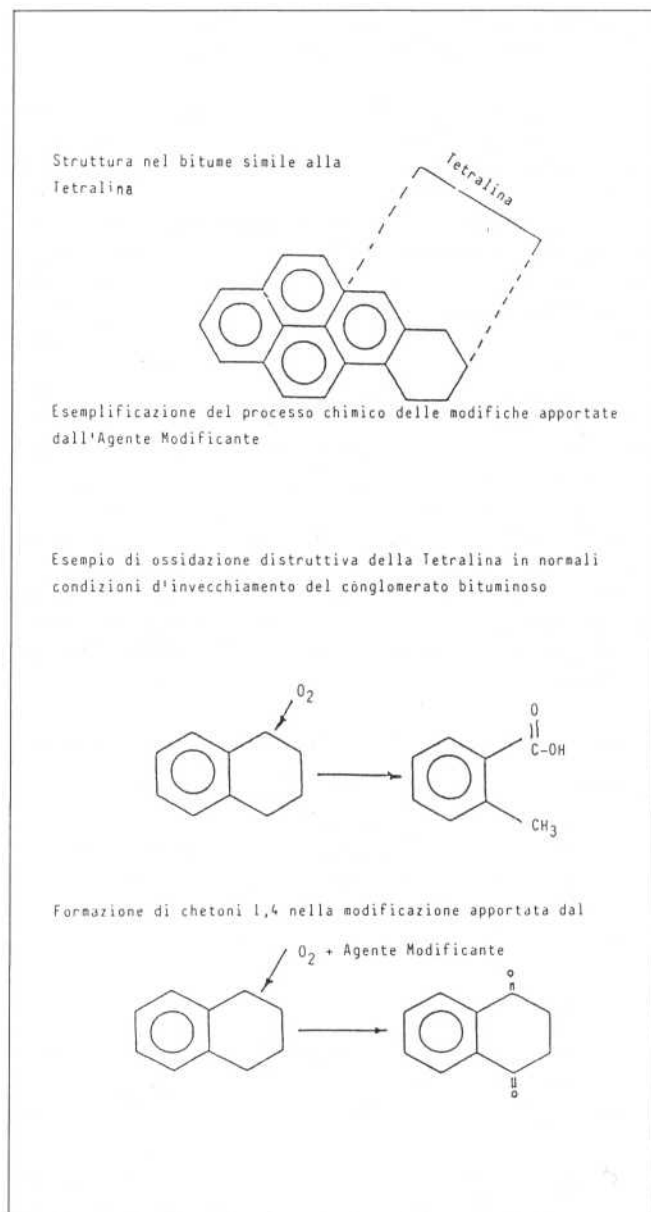 Struttura nel bitume simile alla
Tetralina
Tetralina
Esemplificazione del processo chimico delle modifiche apportate
dall'Agente Modificante
Esempio di ossidazione distruttiva della Tetralina in normali
condizioni d'invecchiamento del conglomerato bituminoso
O2
O
C-OH
CH3
Formazione di chetoni 1,4 nella modificazione apportata dal
O2 + Agente Modificante
O
O